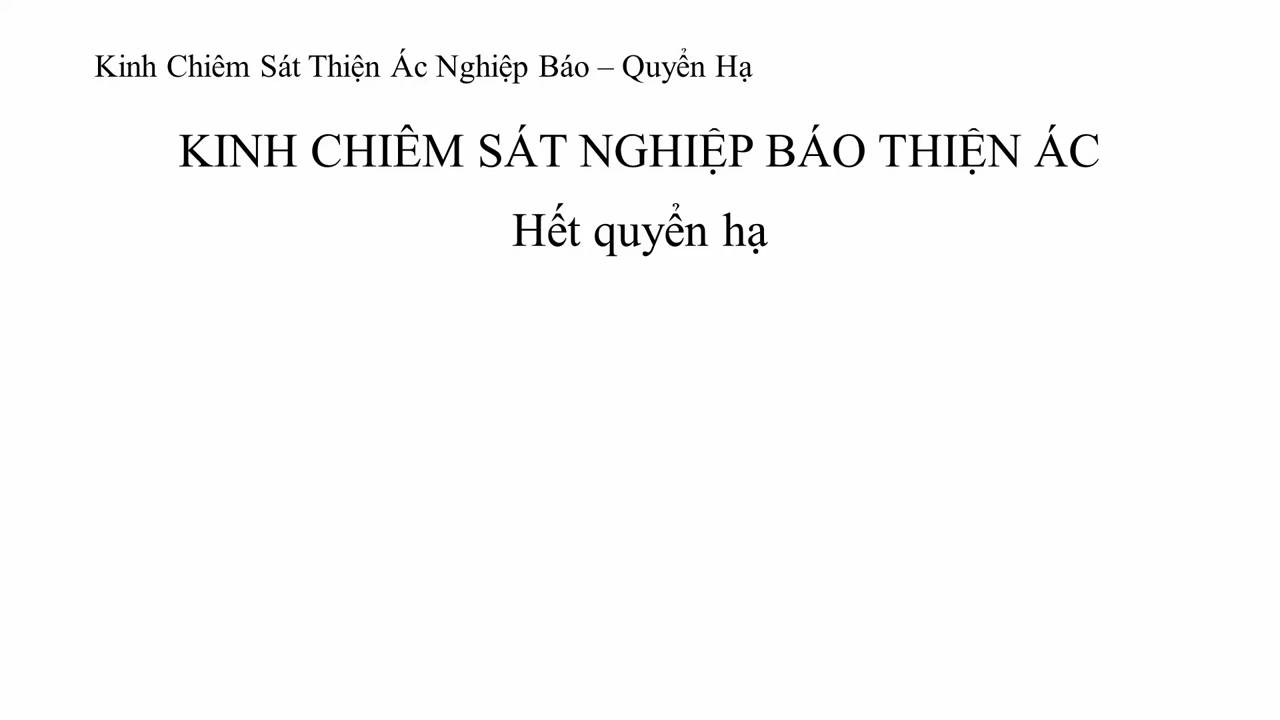 Kinh Chiêm Sát Thiện Ác Nghiệp Báo – Quyển Hạ
KINH CHIÊM SÁT NGHIỆP BÁO THIỆN ÁC
Hết quyển hạ